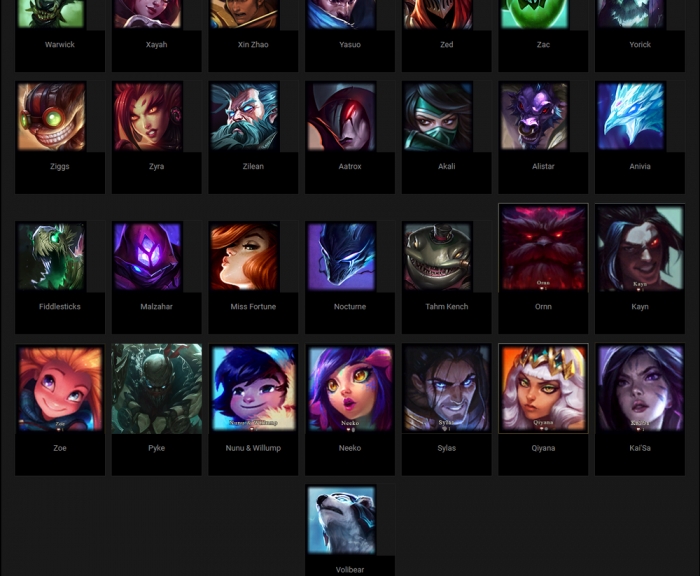 Warwick
Xayah
Xin Zhao
Yasuo
Zed
Zac
Yorick
Ziggs
Zyra
Zilean
Aatrox
Akali
Alistar
Anivia
Ornn
Kayn
Fiddlesticks
Malzahar
Miss Fortune
Nocturne
Tahm Kench
Ornn
Kayn
Zoe
Nunu & Willump
Neeko
Sylas
Qiyana
Kai'Sa
Zoe
Pyke
Nunu & Willump
Neeko
Sylas
Qiyana
Kai'Sa
Volibear